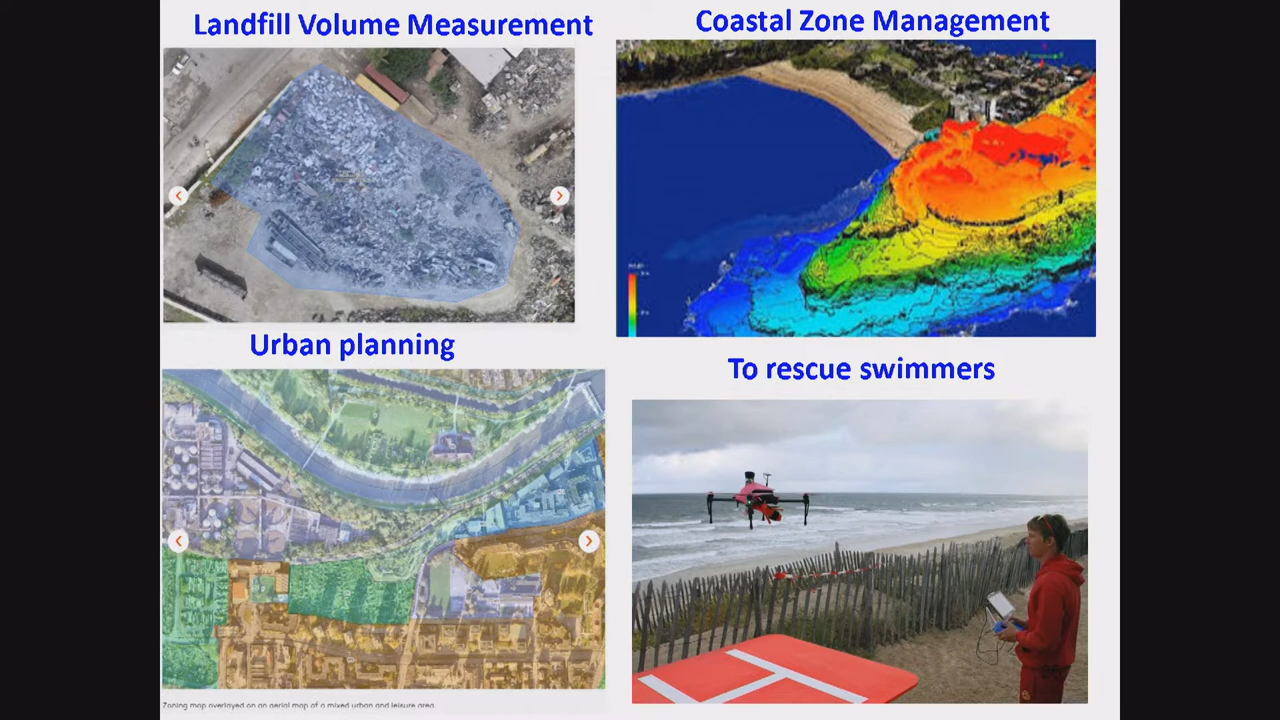 Landfill Volume Measurement
Coastal Zone Management
Urban planning
To rescue swimmers
Zoning map overlayed on an aerial map of a mixed urban and leisure area.